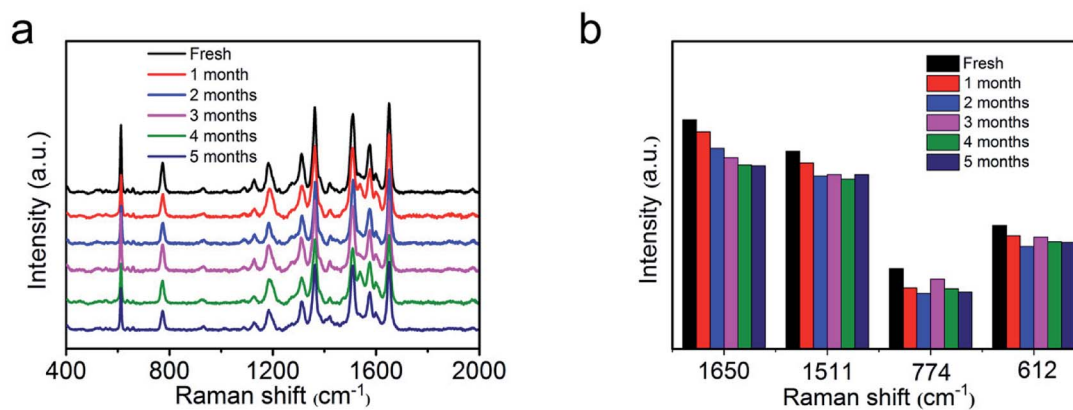 a
Fresh
1 month
2 months
3 months
4 months
5 months
Intensity (a.u.)
400 800 1200 1600 2000
Raman shift (cm⁻¹)
b
Fresh
1 month
2 months
3 months
4 months
5 months
Intensity (a.u.)
1650 1511 774 612
Raman shift (cm⁻¹)